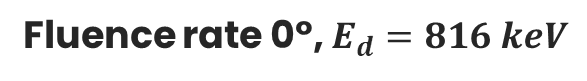 Fluence rate 0°, E_d = 816 keV